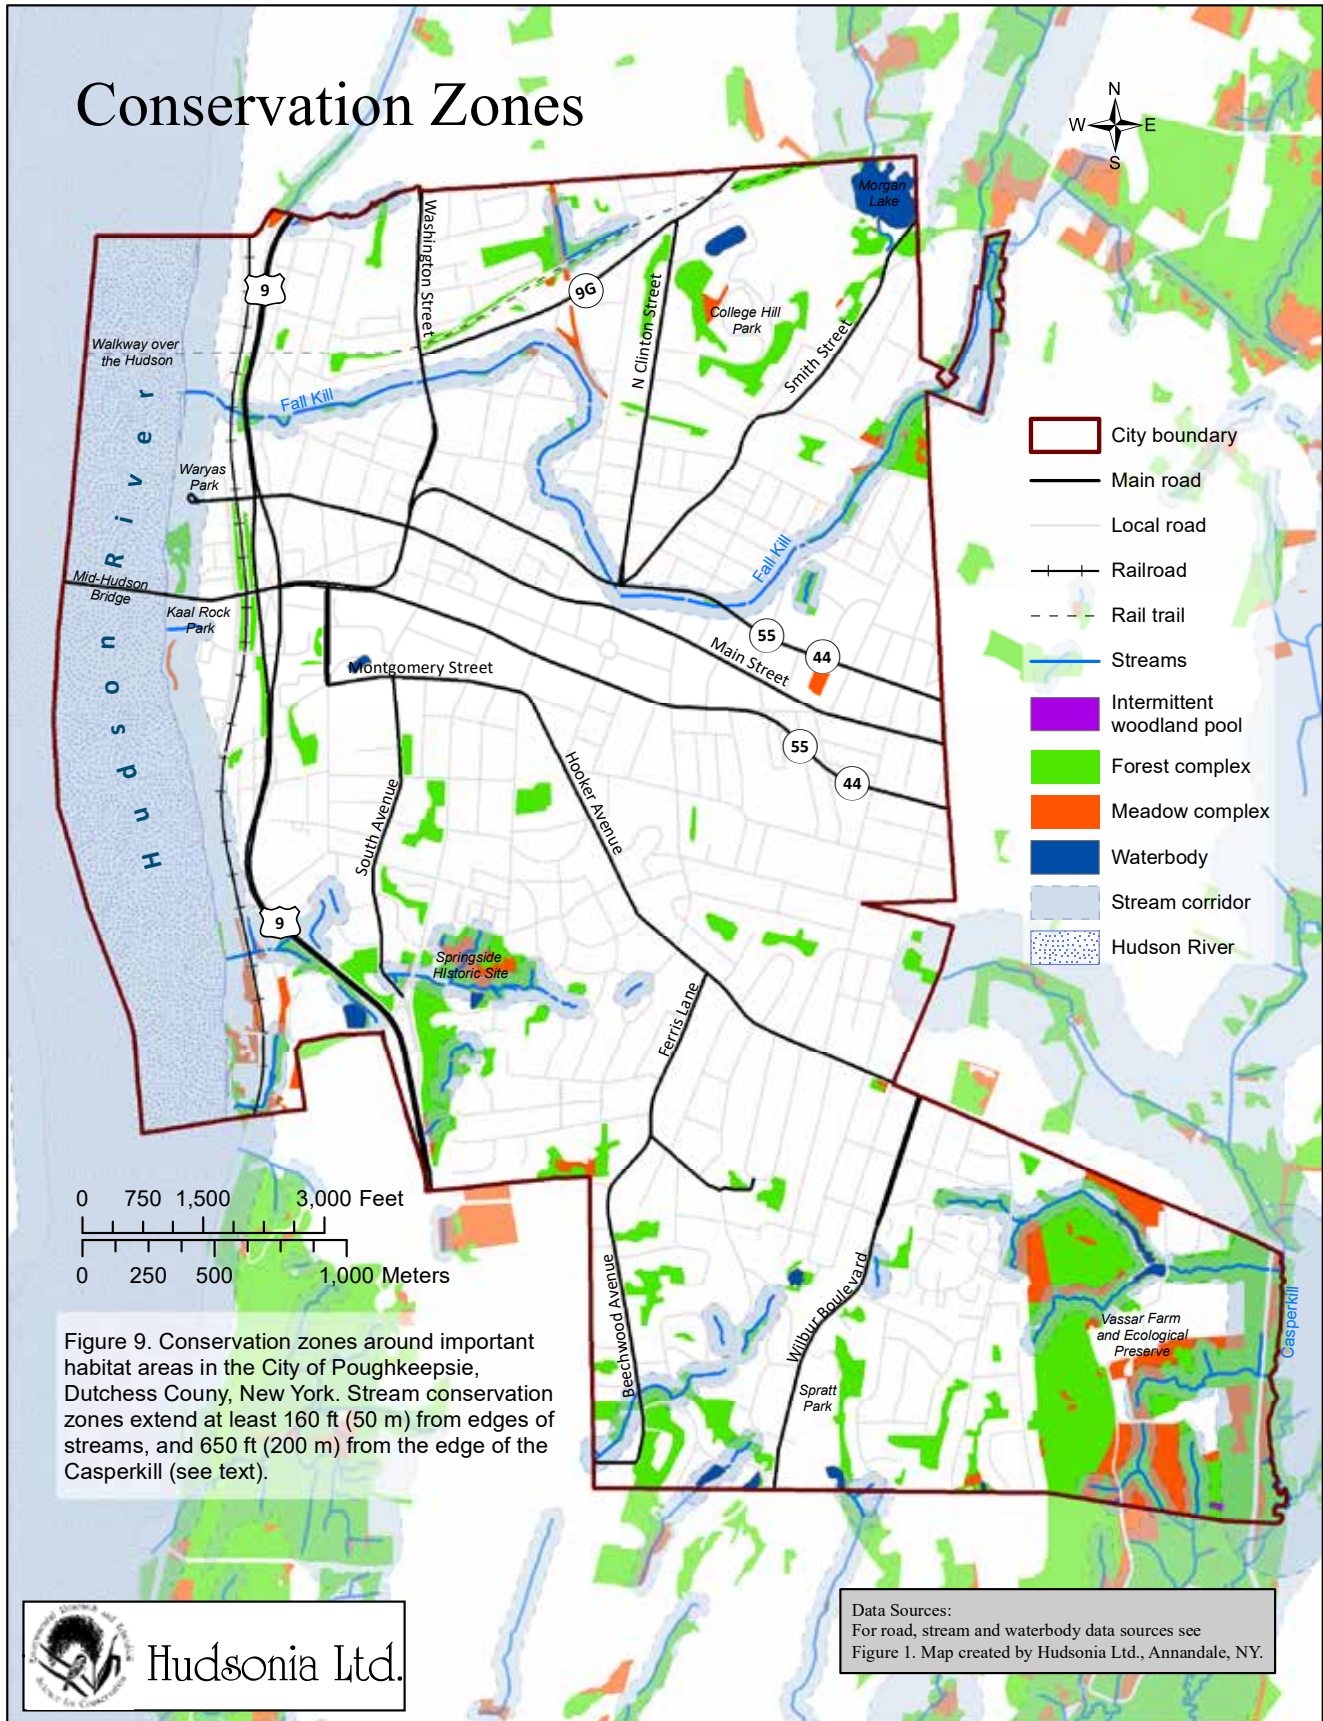 Conservation Zones
N
W E
S
Morgan
Lake
Washington Street
9
9G
N Clinton Street
College Hill
Park
Smith Street
Walkway over
the Hudson
Fall Kill
Hudson River
Waryas
Park
Mid-Hudson
Bridge
Kaal Rock
Park
Fall Kill
55
44
Main Street
Montgomery Street
55
44
Hooker Avenue
South Avenue
9
Springside
HIstoric Site
Ferris Lane
Beechwood Avenue
Wilbur Boulevard
Spratt
Park
Vassar Farm
and Ecological
Preserve
Casperkill
City boundary
Main road
Local road
Railroad
Rail trail
Streams
Intermittent
woodland pool
Forest complex
Meadow complex
Waterbody
Stream corridor
Hudson River
0 750 1,500 3,000 Feet
0 250 500 1,000 Meters
Figure 9. Conservation zones around important
habitat areas in the City of Poughkeepsie,
Dutchess Couny, New York. Stream conservation
zones extend at least 160 ft (50 m) from edges of
streams, and 650 ft (200 m) from the edge of the
Casperkill (see text).
Environmental Research and Education
Science for Conservation
Hudsonia Ltd.
Data Sources:
For road, stream and waterbody data sources see
Figure 1. Map created by Hudsonia Ltd., Annandale, NY.